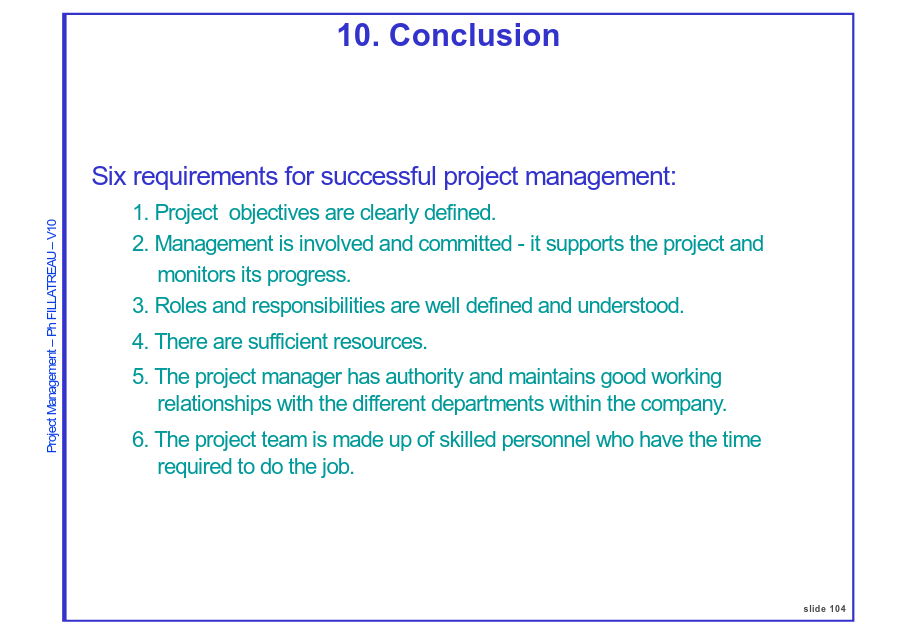 10. Conclusion
Six requirements for successful project management:
1. Project  objectives are clearly defined.
2. Management is involved and committed - it supports the project and
monitors its progress.
3. Roles and responsibilities are well defined and understood.
4. There are sufficient resources.
5. The project manager has authority and maintains good working
relationships with the different departments within the company.
6. The project team is made up of skilled personnel who have the time
required to do the job.
Project Management – Ph FILLATREAU – V10
slide 104